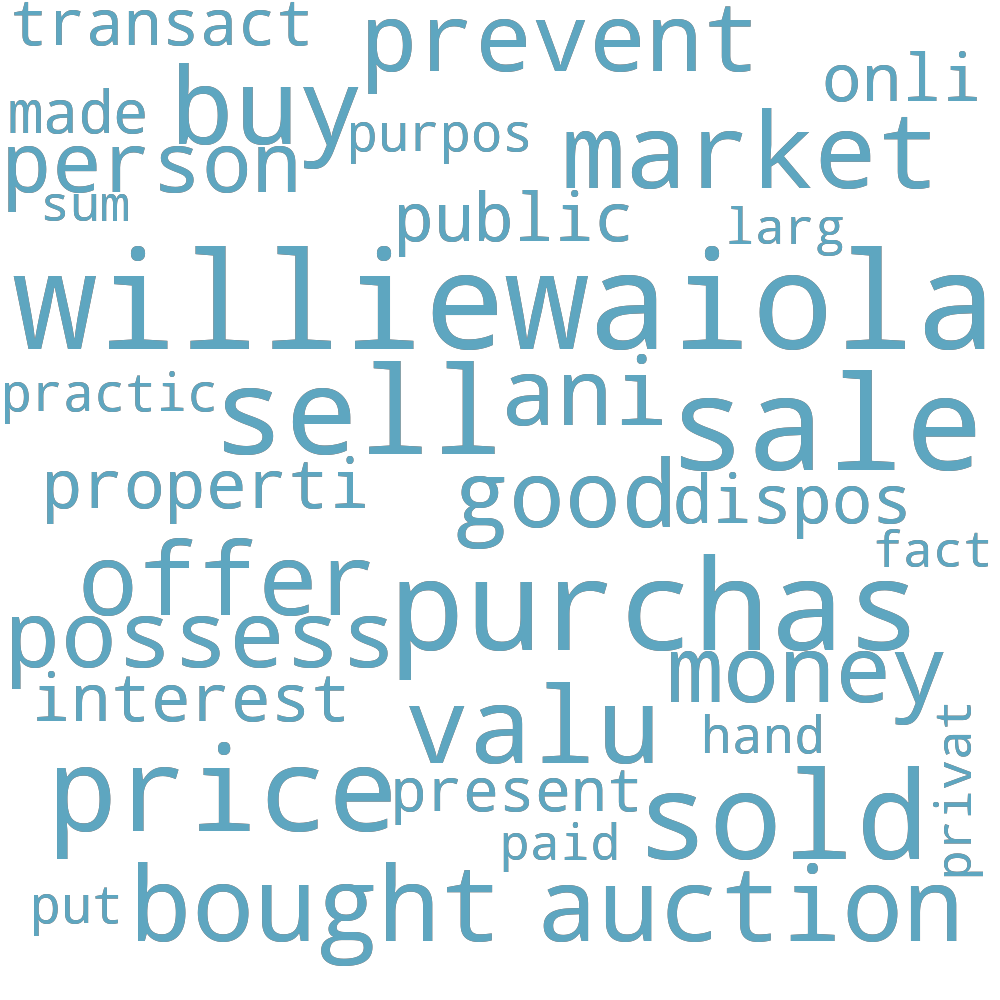 transact
prevent
onli
buy
made
purpos
market
person
sum
public
larg
williewaiola
practic
sell
ani
sale
properti
good
dispos
fact
offer
purchas
possess
money
interest
valu
hand
privat
price
present
sold
paid
put
bought
auction